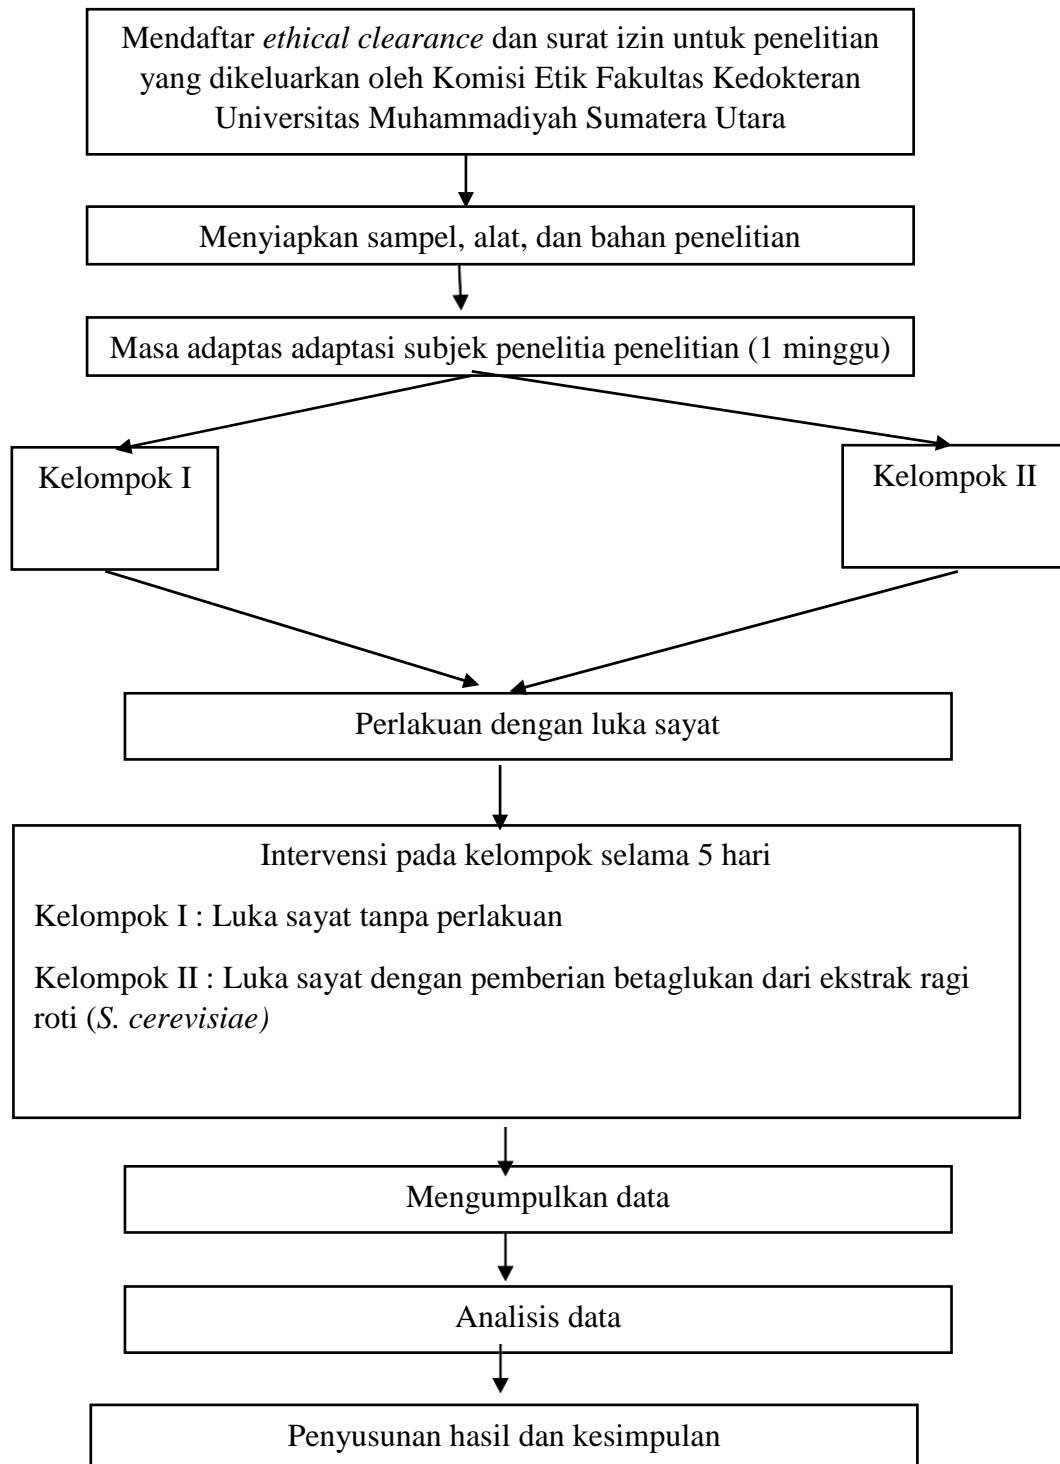 Mendaftar ethical clearance dan surat izin untuk penelitian
yang dikeluarkan oleh Komisi Etik Fakultas Kedokteran
Universitas Muhammadiyah Sumatera Utara
Menyiapkan sampel, alat, dan bahan penelitian
Masa adaptas adaptasi subjek penelitia penelitian (1 minggu)
Kelompok I
Kelompok II
Perlakuan dengan luka sayat
Intervensi pada kelompok selama 5 hari
Kelompok I : Luka sayat tanpa perlakuan
Kelompok II : Luka sayat dengan pemberian betaglukan dari ekstrak ragi
roti (S. cerevisiae)
Mengumpulkan data
Analisis data
Penyusunan hasil dan kesimpulan